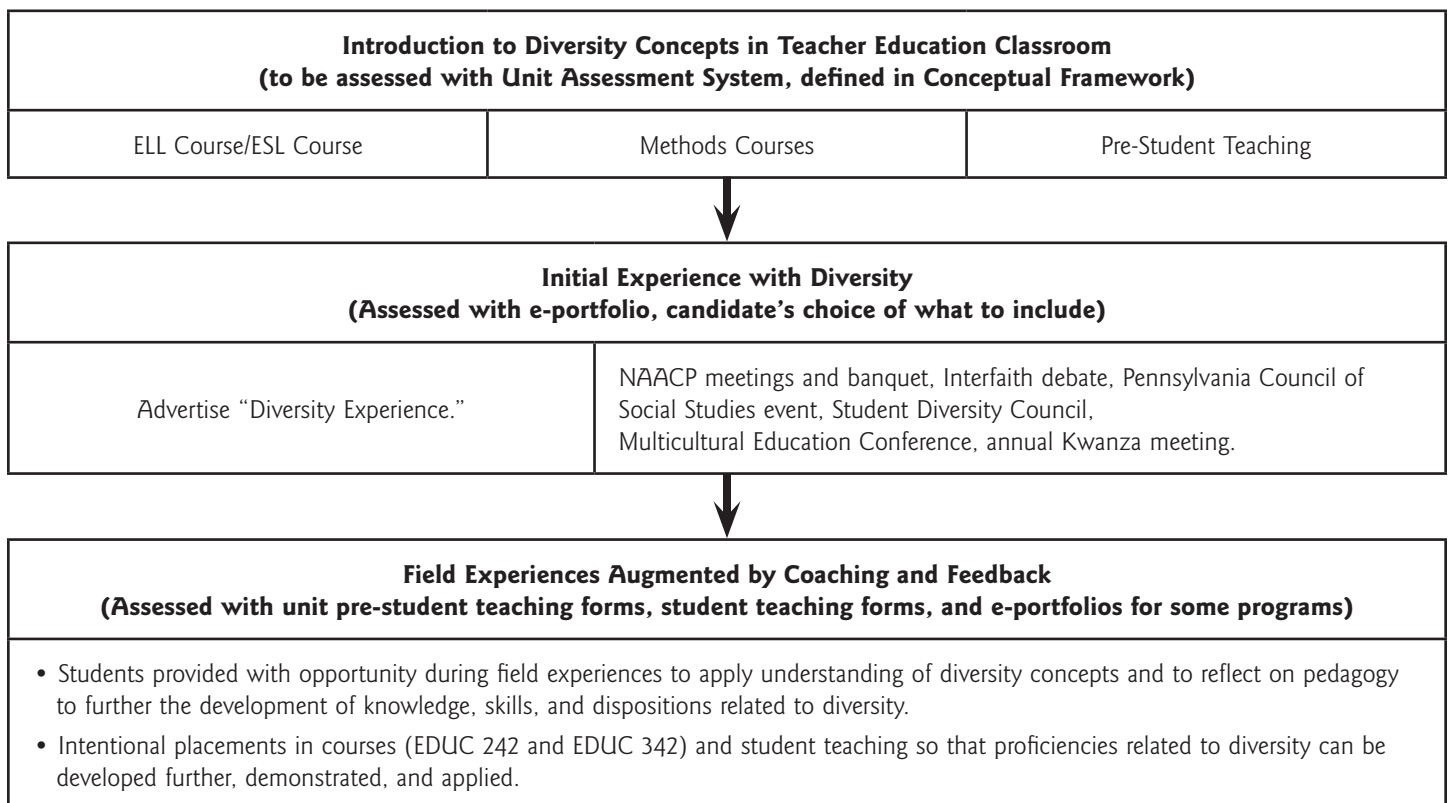 Introduction to Diversity Concepts in Teacher Education Classroom
(to be assessed with Unit Assessment System, defined in Conceptual Framework)
ELL Course/ESL Course
Methods Courses
Pre-Student Teaching
Initial Experience with Diversity
(Assessed with e-portfolio, candidate’s choice of what to include)
Advertise “Diversity Experience.”
NAACP meetings and banquet, Interfaith debate, Pennsylvania Council of
Social Studies event, Student Diversity Council,
Multicultural Education Conference, annual Kwanza meeting.
Field Experiences Augmented by Coaching and Feedback
(Assessed with unit pre-student teaching forms, student teaching forms, and e-portfolios for some programs)
• Students provided with opportunity during field experiences to apply understanding of diversity concepts and to reflect on pedagogy
to further the development of knowledge, skills, and dispositions related to diversity.
• Intentional placements in courses (EDUC 242 and EDUC 342) and student teaching so that proficiencies related to diversity can be
developed further, demonstrated, and applied.